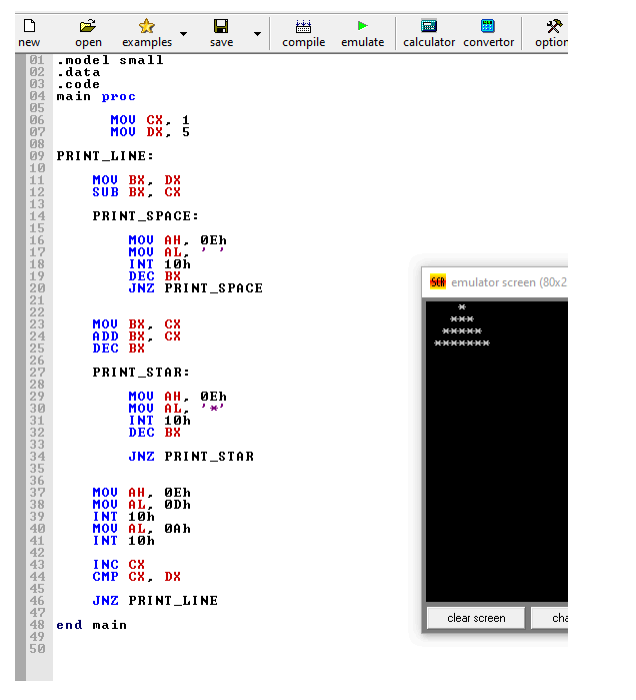 new open examples save compile emulate calculator convertor option
01 .model small
02 .data
03 .code
04 main proc
05
06 MOV CX, 1
07 MOV DX, 5
08
09 PRINT_LINE:
10
11 MOV BX, DX
12 SUB BX, CX
13
14 PRINT_SPACE:
15
16 MOV AH, 0Eh
17 MOV AL, ' '
18 INT 10h
19 DEC BX
20 JNZ PRINT_SPACE
21
22
23 MOV BX, CX
24 ADD BX, CX
25 DEC BX
26
27 PRINT_STAR:
28
29 MOV AH, 0Eh
30 MOV AL, '*'
31 INT 10h
32 DEC BX
33
34 JNZ PRINT_STAR
35
36
37 MOV AH, 0Eh
38 MOV AL, 0Dh
39 INT 10h
40 MOV AL, 0Ah
41 INT 10h
42
43 INC CX
44 CMP CX, DX
45
46 JNZ PRINT_LINE
47
48 end main
49
50
SCR emulator screen (80x2
*
***
*****
*******
clear screen cha